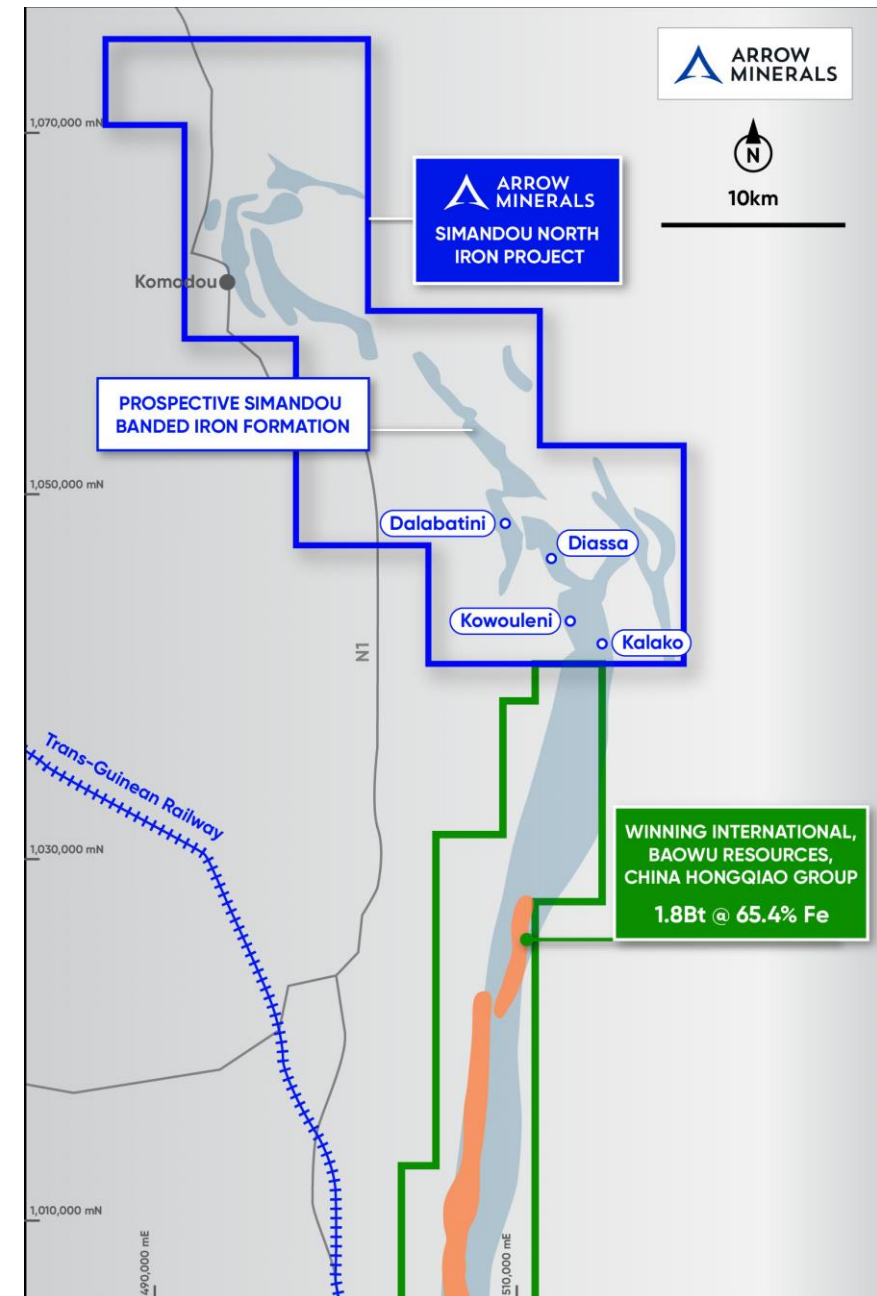 ARROW
MINERALS
N
10km
1,070,000 mN
ARROW
MINERALS
SIMANDOU NORTH
IRON PROJECT
Komodou
PROSPECTIVE SIMANDOU
BANDED IRON FORMATION
1,050,000 mN
Dalabatini
Diassa
Kowouleni
Kalako
N1
Trans-Guinean Railway
1,030,000 mN
WINNING INTERNATIONAL,
BAOWU RESOURCES,
CHINA HONGQIAO GROUP
1.8Bt @ 65.4% Fe
1,010,000 mN
490,000 mE
510,000 mE